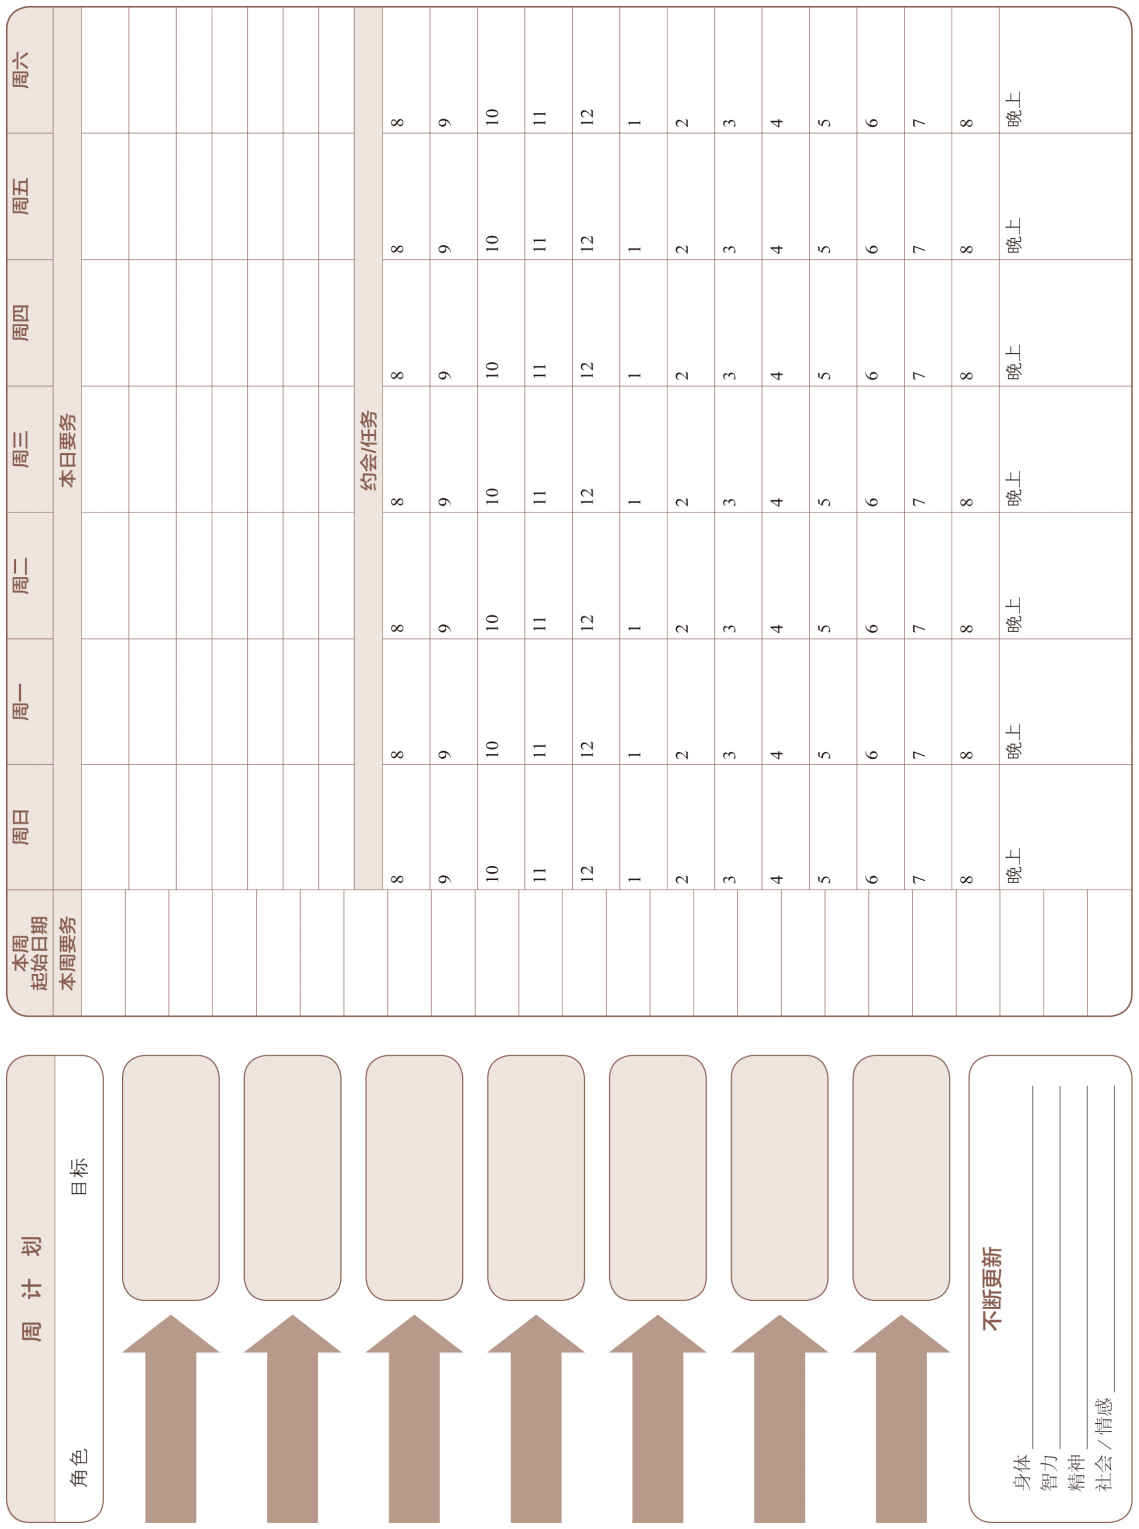 周 计 划
角色 目标
不断更新
身体
智力
精神
社会 / 情感
本周
起始日期
周日 周一 周二 周三 周四 周五 周六
本周要务 本日要务
约会/任务
8 8 8 8 8 8 8
9 9 9 9 9 9 9
10 10 10 10 10 10 10
11 11 11 11 11 11 11
12 12 12 12 12 12 12
1 1 1 1 1 1 1
2 2 2 2 2 2 2
3 3 3 3 3 3 3
4 4 4 4 4 4 4
5 5 5 5 5 5 5
6 6 6 6 6 6 6
7 7 7 7 7 7 7
8 8 8 8 8 8 8
晚上 晚上 晚上 晚上 晚上 晚上 晚上